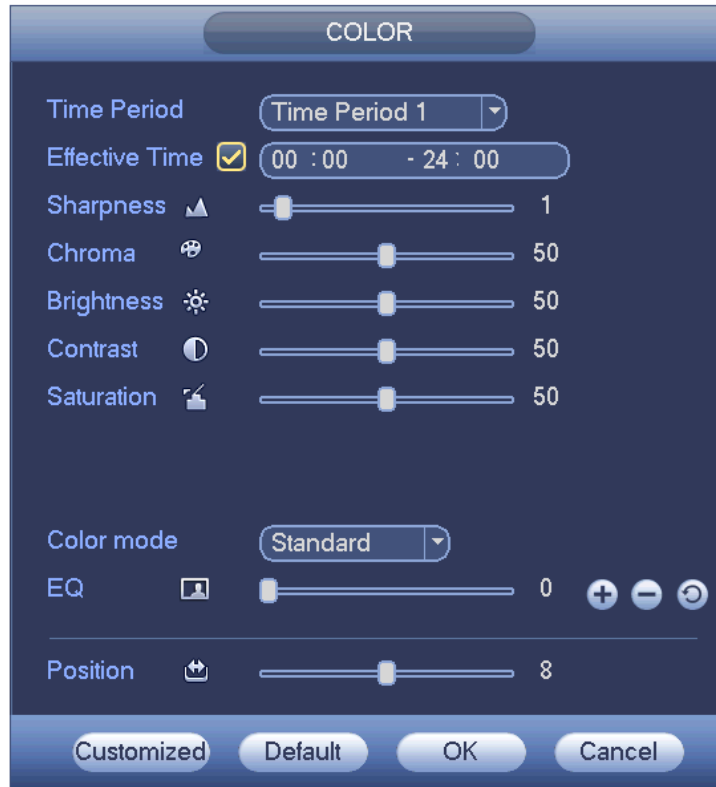 COLOR
Time Period Time Period 1
Effective Time 00 :00 - 24 : 00
Sharpness 1
Chroma 50
Brightness 50
Contrast 50
Saturation 50
Color mode Standard
EQ 0
Position 8
Customized Default OK Cancel